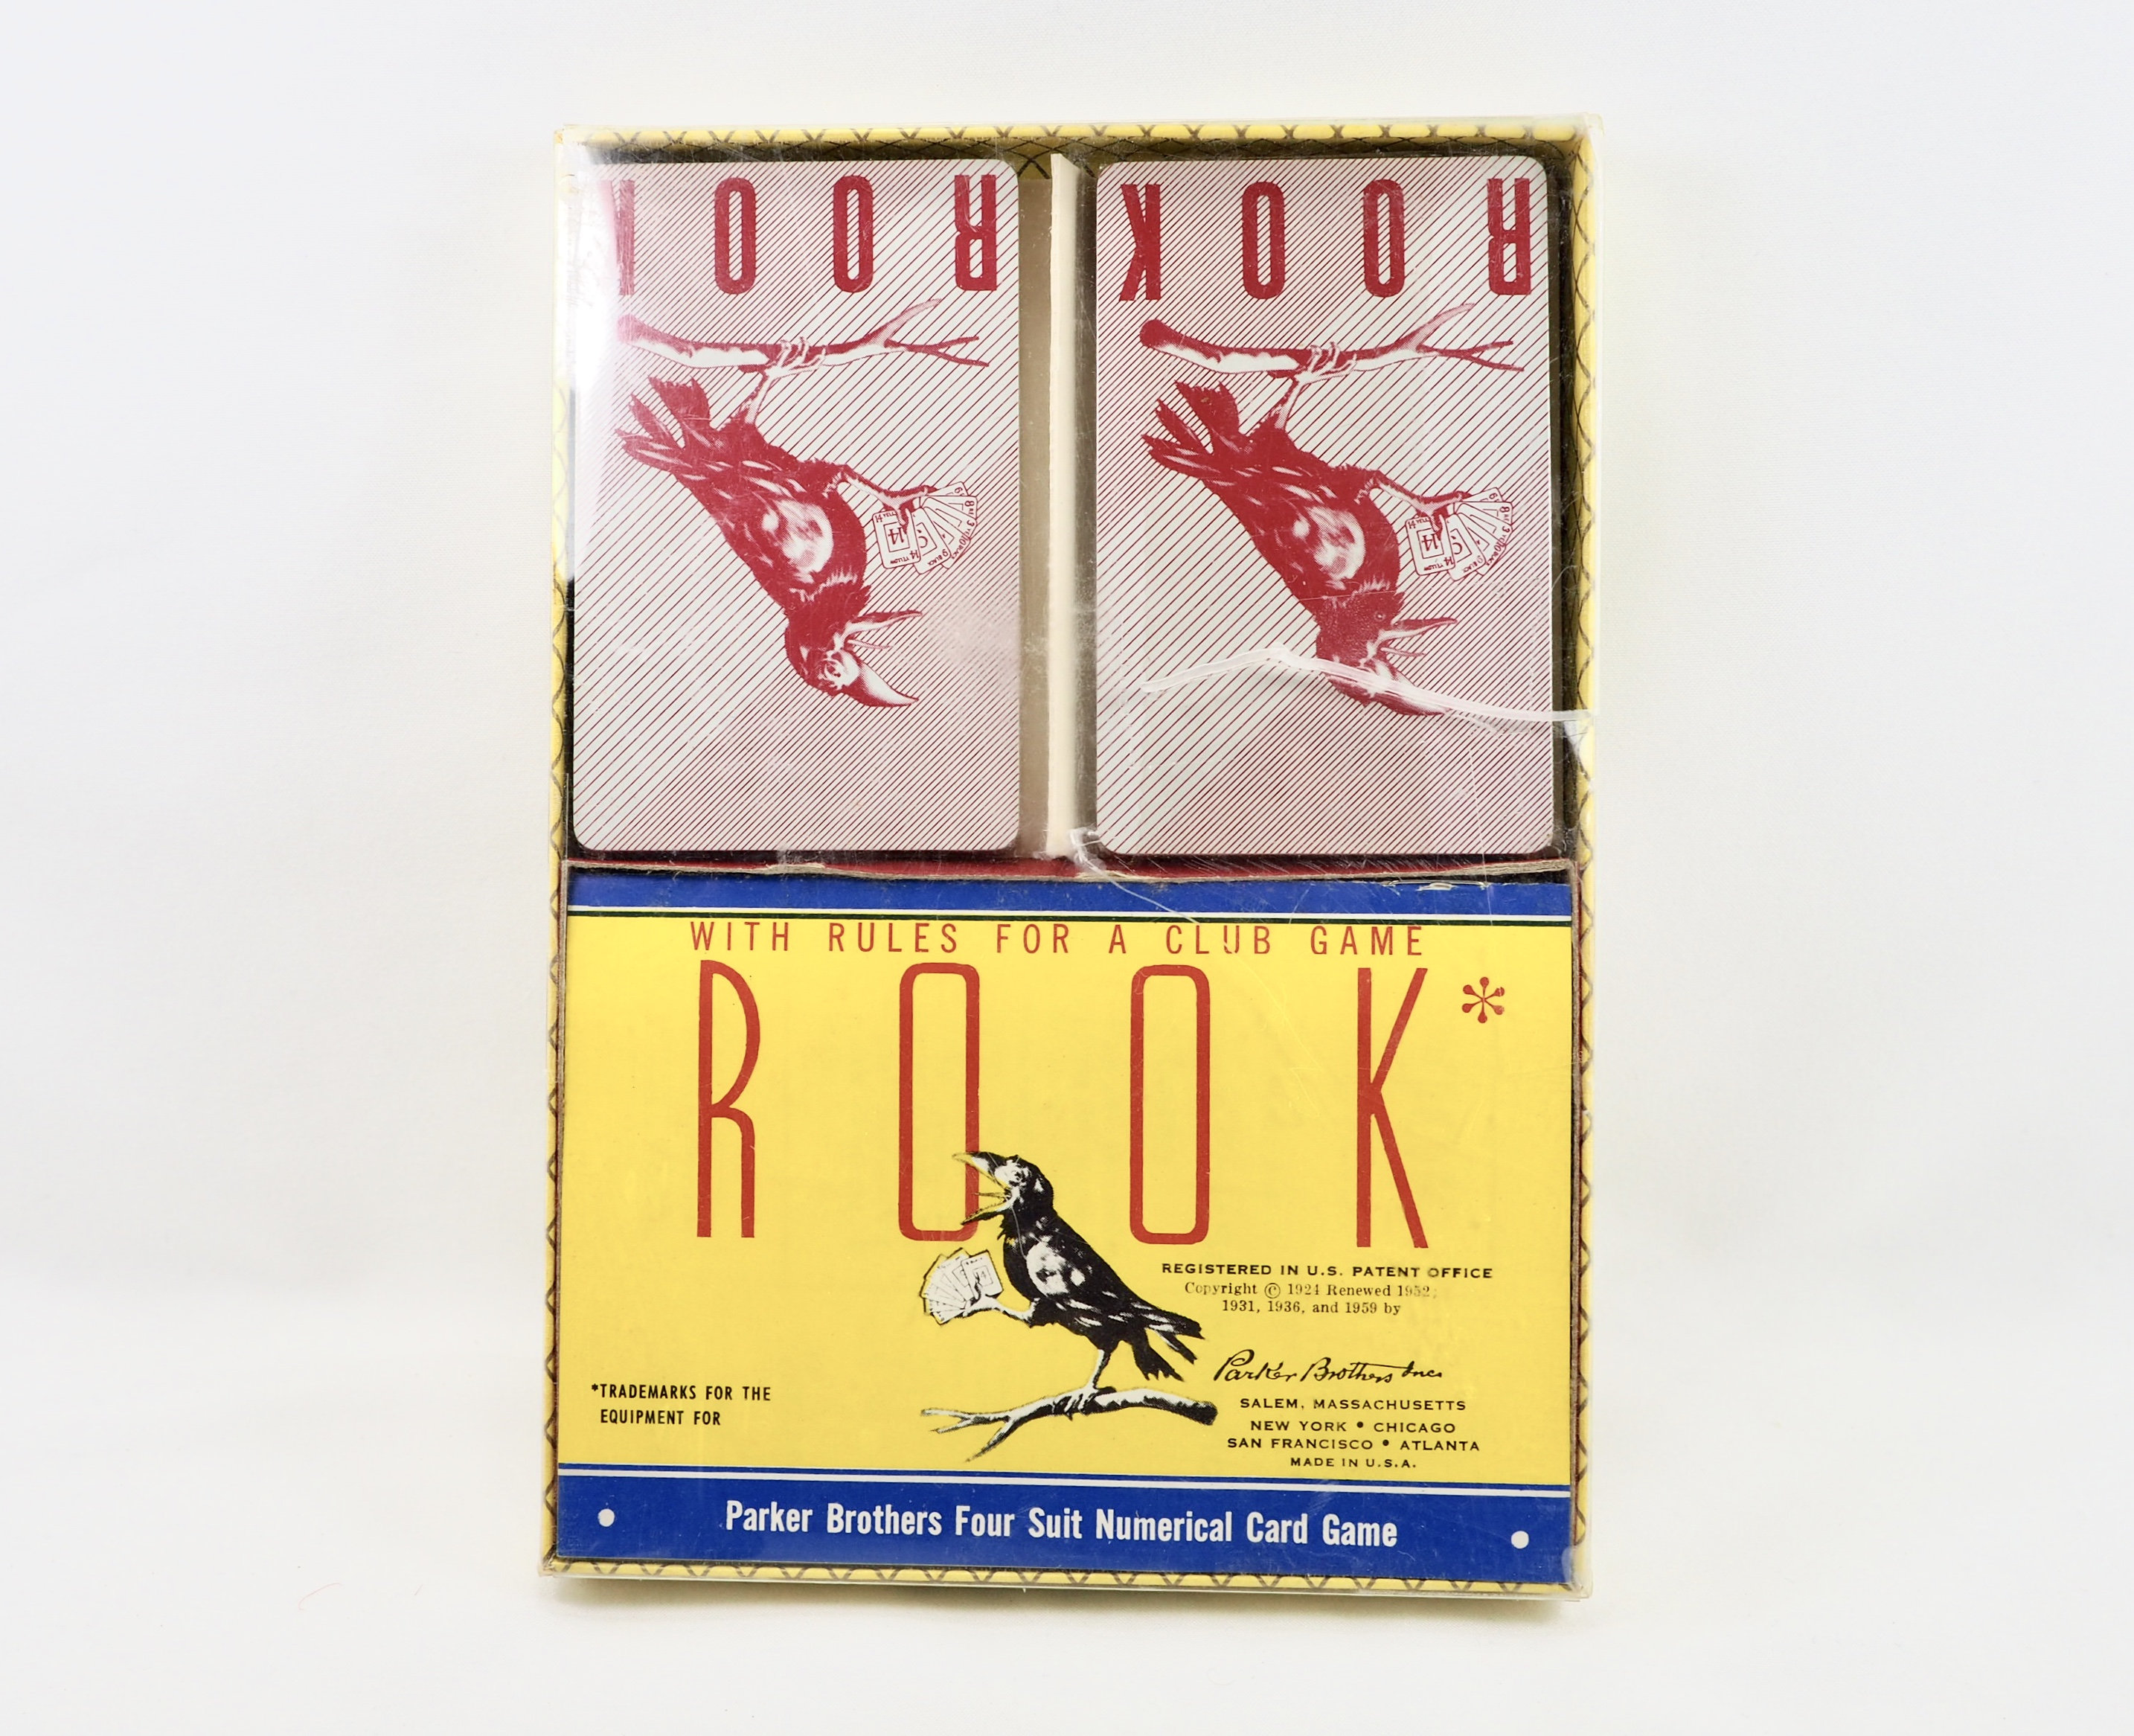 ROOK
ROOK
WITH RULES FOR A CLUB GAME
ROOK*
REGISTERED IN U.S. PATENT OFFICE
Copyright © 1924 Renewed 1952,
1931, 1936, and 1959 by
Parker Brothers Inc
SALEM, MASSACHUSETTS
NEW YORK • CHICAGO
SAN FRANCISCO • ATLANTA
MADE IN U.S.A.
*TRADEMARKS FOR THE
EQUIPMENT FOR
Parker Brothers Four Suit Numerical Card Game